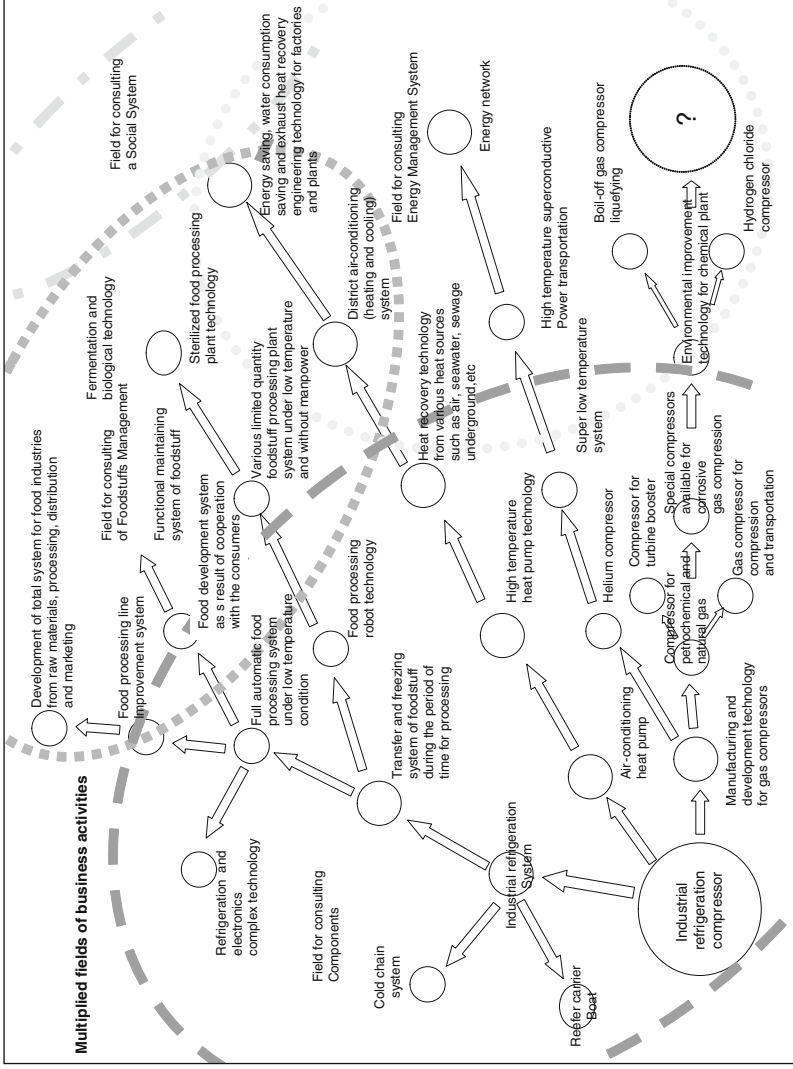 Multiplied fields of business activities
Development of total system for food industries
from raw materials, processing, distribution
and marketing
Food processing line
Improvement system
Field for consulting
of Foodstuffs Management
Fermentation and
biological technology
Field for consulting
a Social System
Functional maintaining
system of foodstuff
Sterilized food processing
plant technology
Food development system
as s result of cooperation
with the consumers
Refrigeration and
electronics
complex technology
Full automatic food
processing system
under low temperature
condition
Various limited quantity
foodstuff processing plant
system under low temperature
and without manpower
Energy saving, water consumption
saving and exhaust heat recovery
engineering technology for factories
and plants
Field for consulting
Components
Food processing
robot technology
District air-conditioning
(heating and cooling)
system
Cold chain
system
Transfer and freezing
system of foodstuff
during the period of
time for processing
Heat recovery technology
from various heat sources
such as air, seawater, sewage
underground,etc
Field for consulting
Energy Management System
Industrial refrigeration
System
High temperature
heat pump technology
Energy network
Reefer carrier
Boat
Air-conditioning
heat pump
Helium compressor
Super low temperature
system
High temperature superconductive
Power transportation
Industrial
refrigeration
compressor
Manufacturing and
development technology
for gas compressors
Compressor for
turbine booster
Compressor for
petrochemical and
natural gas
Gas compressor for
compression
and transportation
Special compressors
available for
corrosive
gas compression
Boil-off gas compressor
liquefying
Environmental improvement
technology for chemical plant
Hydrogen chloride
compressor
?